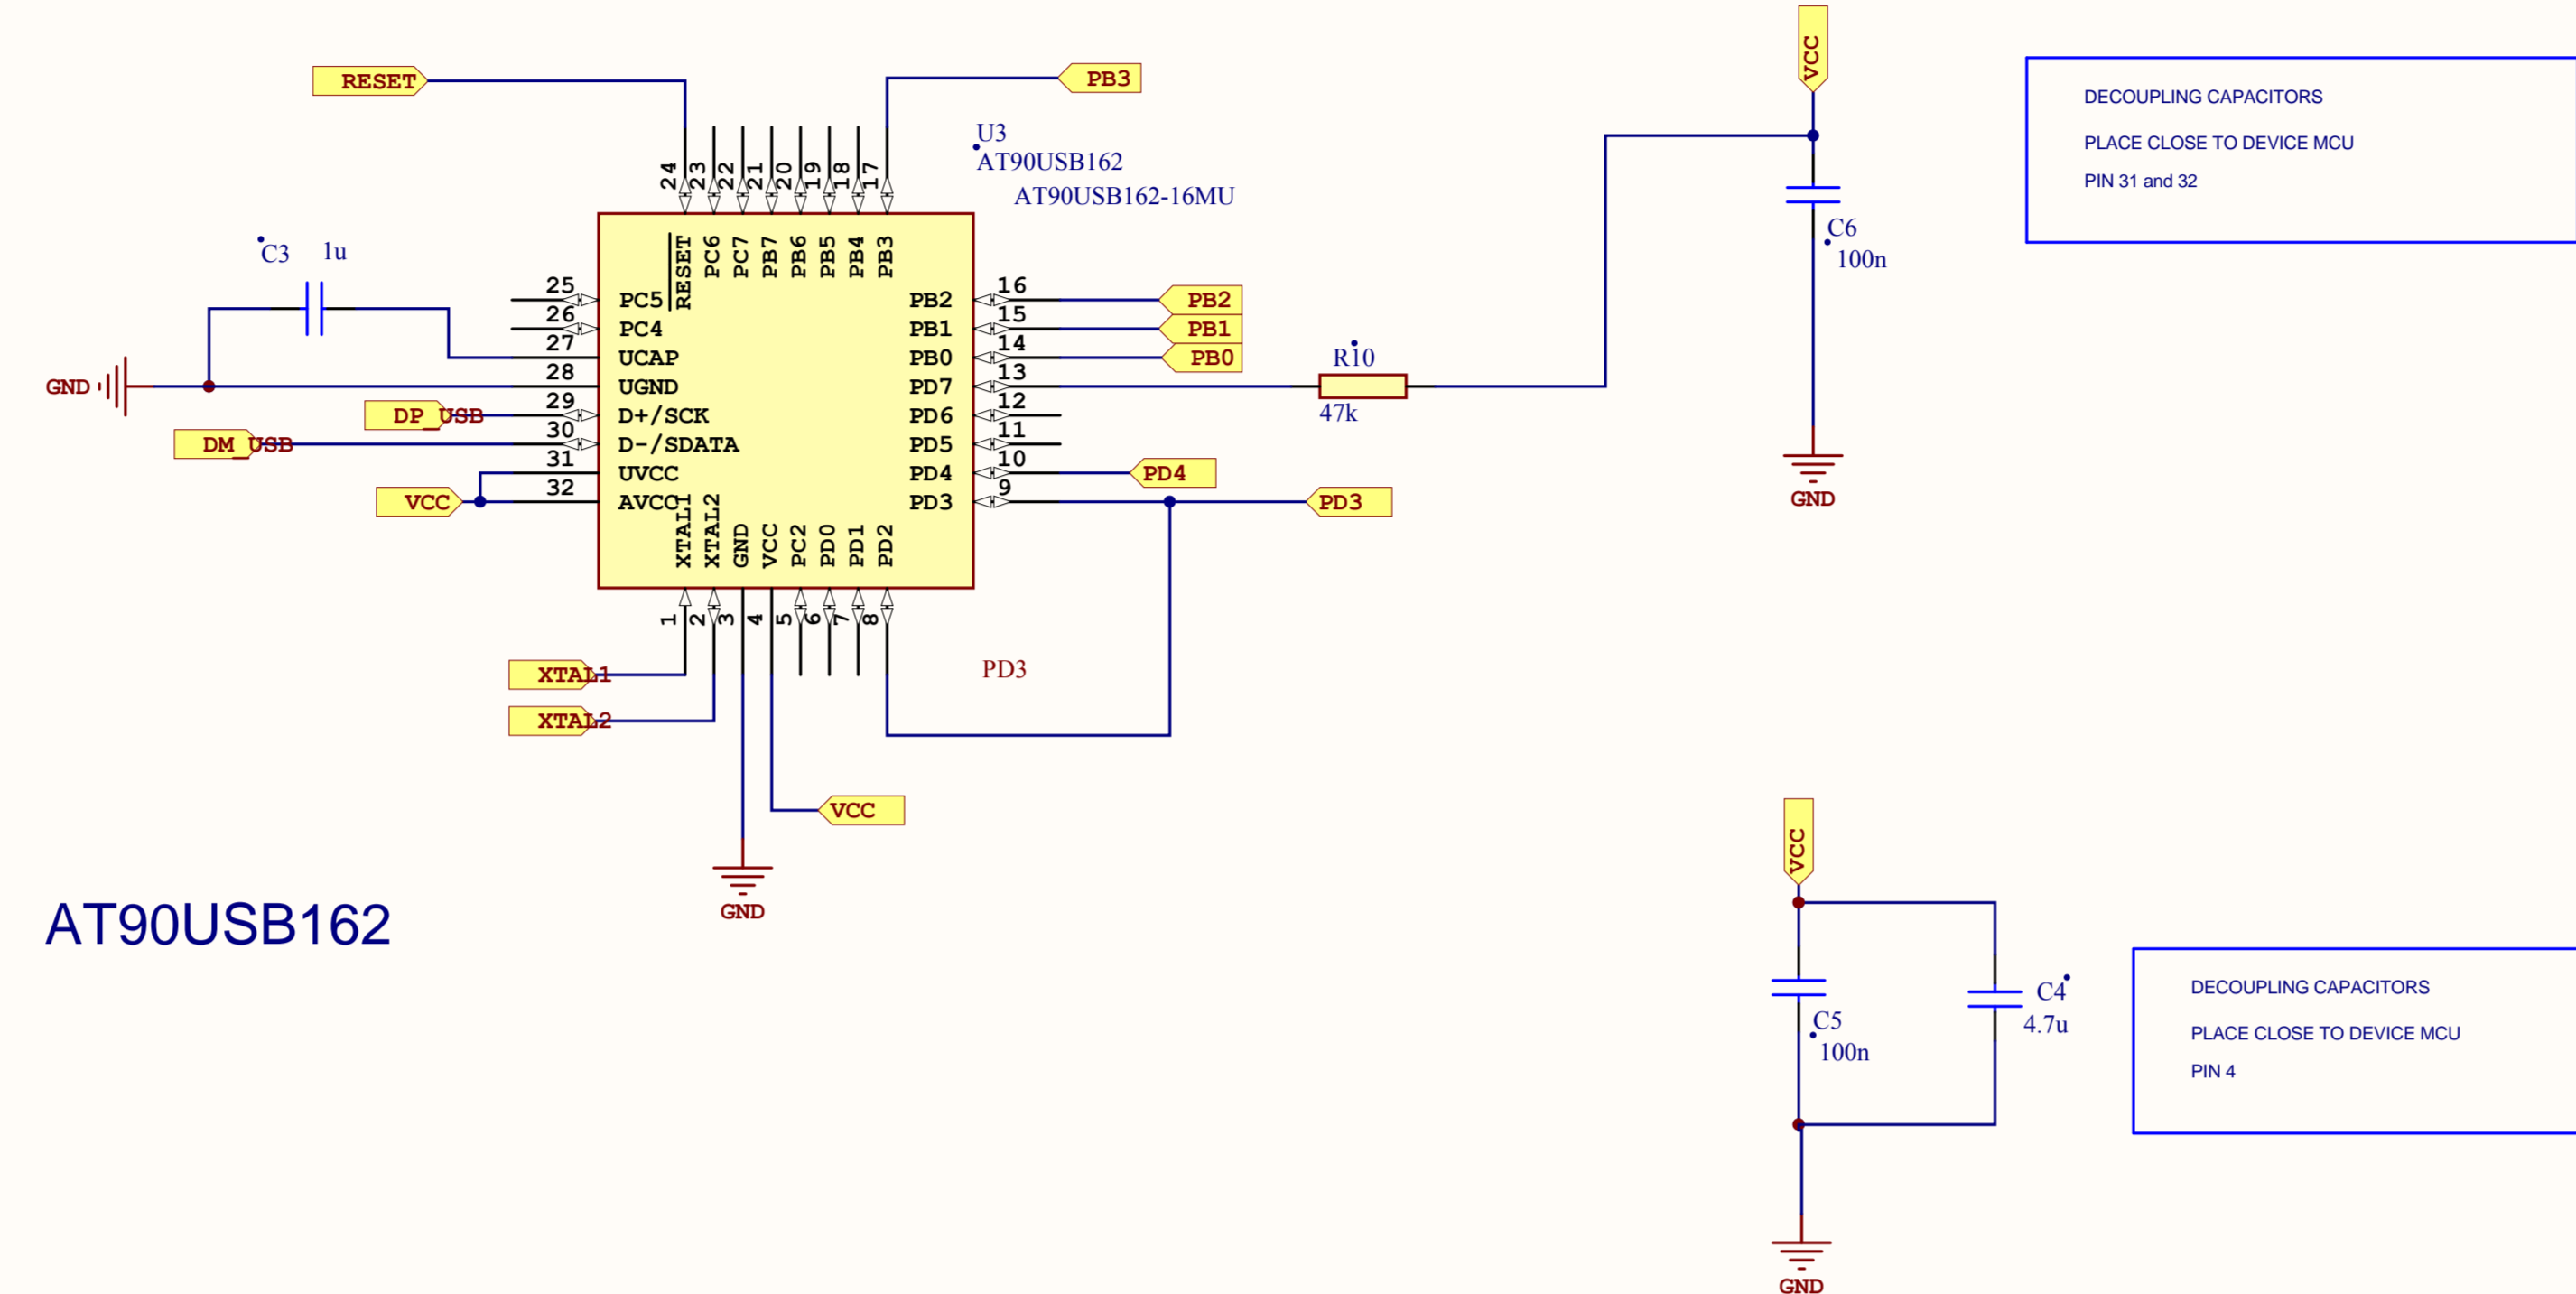 RESET
PB3
VCC
U3
AT90USB162
AT90USB162-16MU
DECOUPLING CAPACITORS
PLACE CLOSE TO DEVICE MCU
PIN 31 and 32
24 23 22 21 20 19 18 17
RESET PC6 PC7 PB7 PB6 PB5 PB4 PB3
C3 1u
C6
100n
25 PC5
26 PC4
27 UCAP
28 UGND
29 D+/SCK
30 D-/SDATA
31 UVCC
32 AVCC
GND
DP_USB
DM_USB
VCC
PB2 16 PB2
PB1 15 PB1
PB0 14 PB0
PD7 13
PD6 12
PD5 11
PD4 10 PD4
PD3 9 PD3
R10
47k
GND
XTAL1 XTAL2 GND VCC PC2 PD0 PD1 PD2
1 2 3 4 5 6 7 8
XTAL1
XTAL2
PD3
VCC
GND
AT90USB162
VCC
C5
100n
C4
4.7u
DECOUPLING CAPACITORS
PLACE CLOSE TO DEVICE MCU
PIN 4
GND